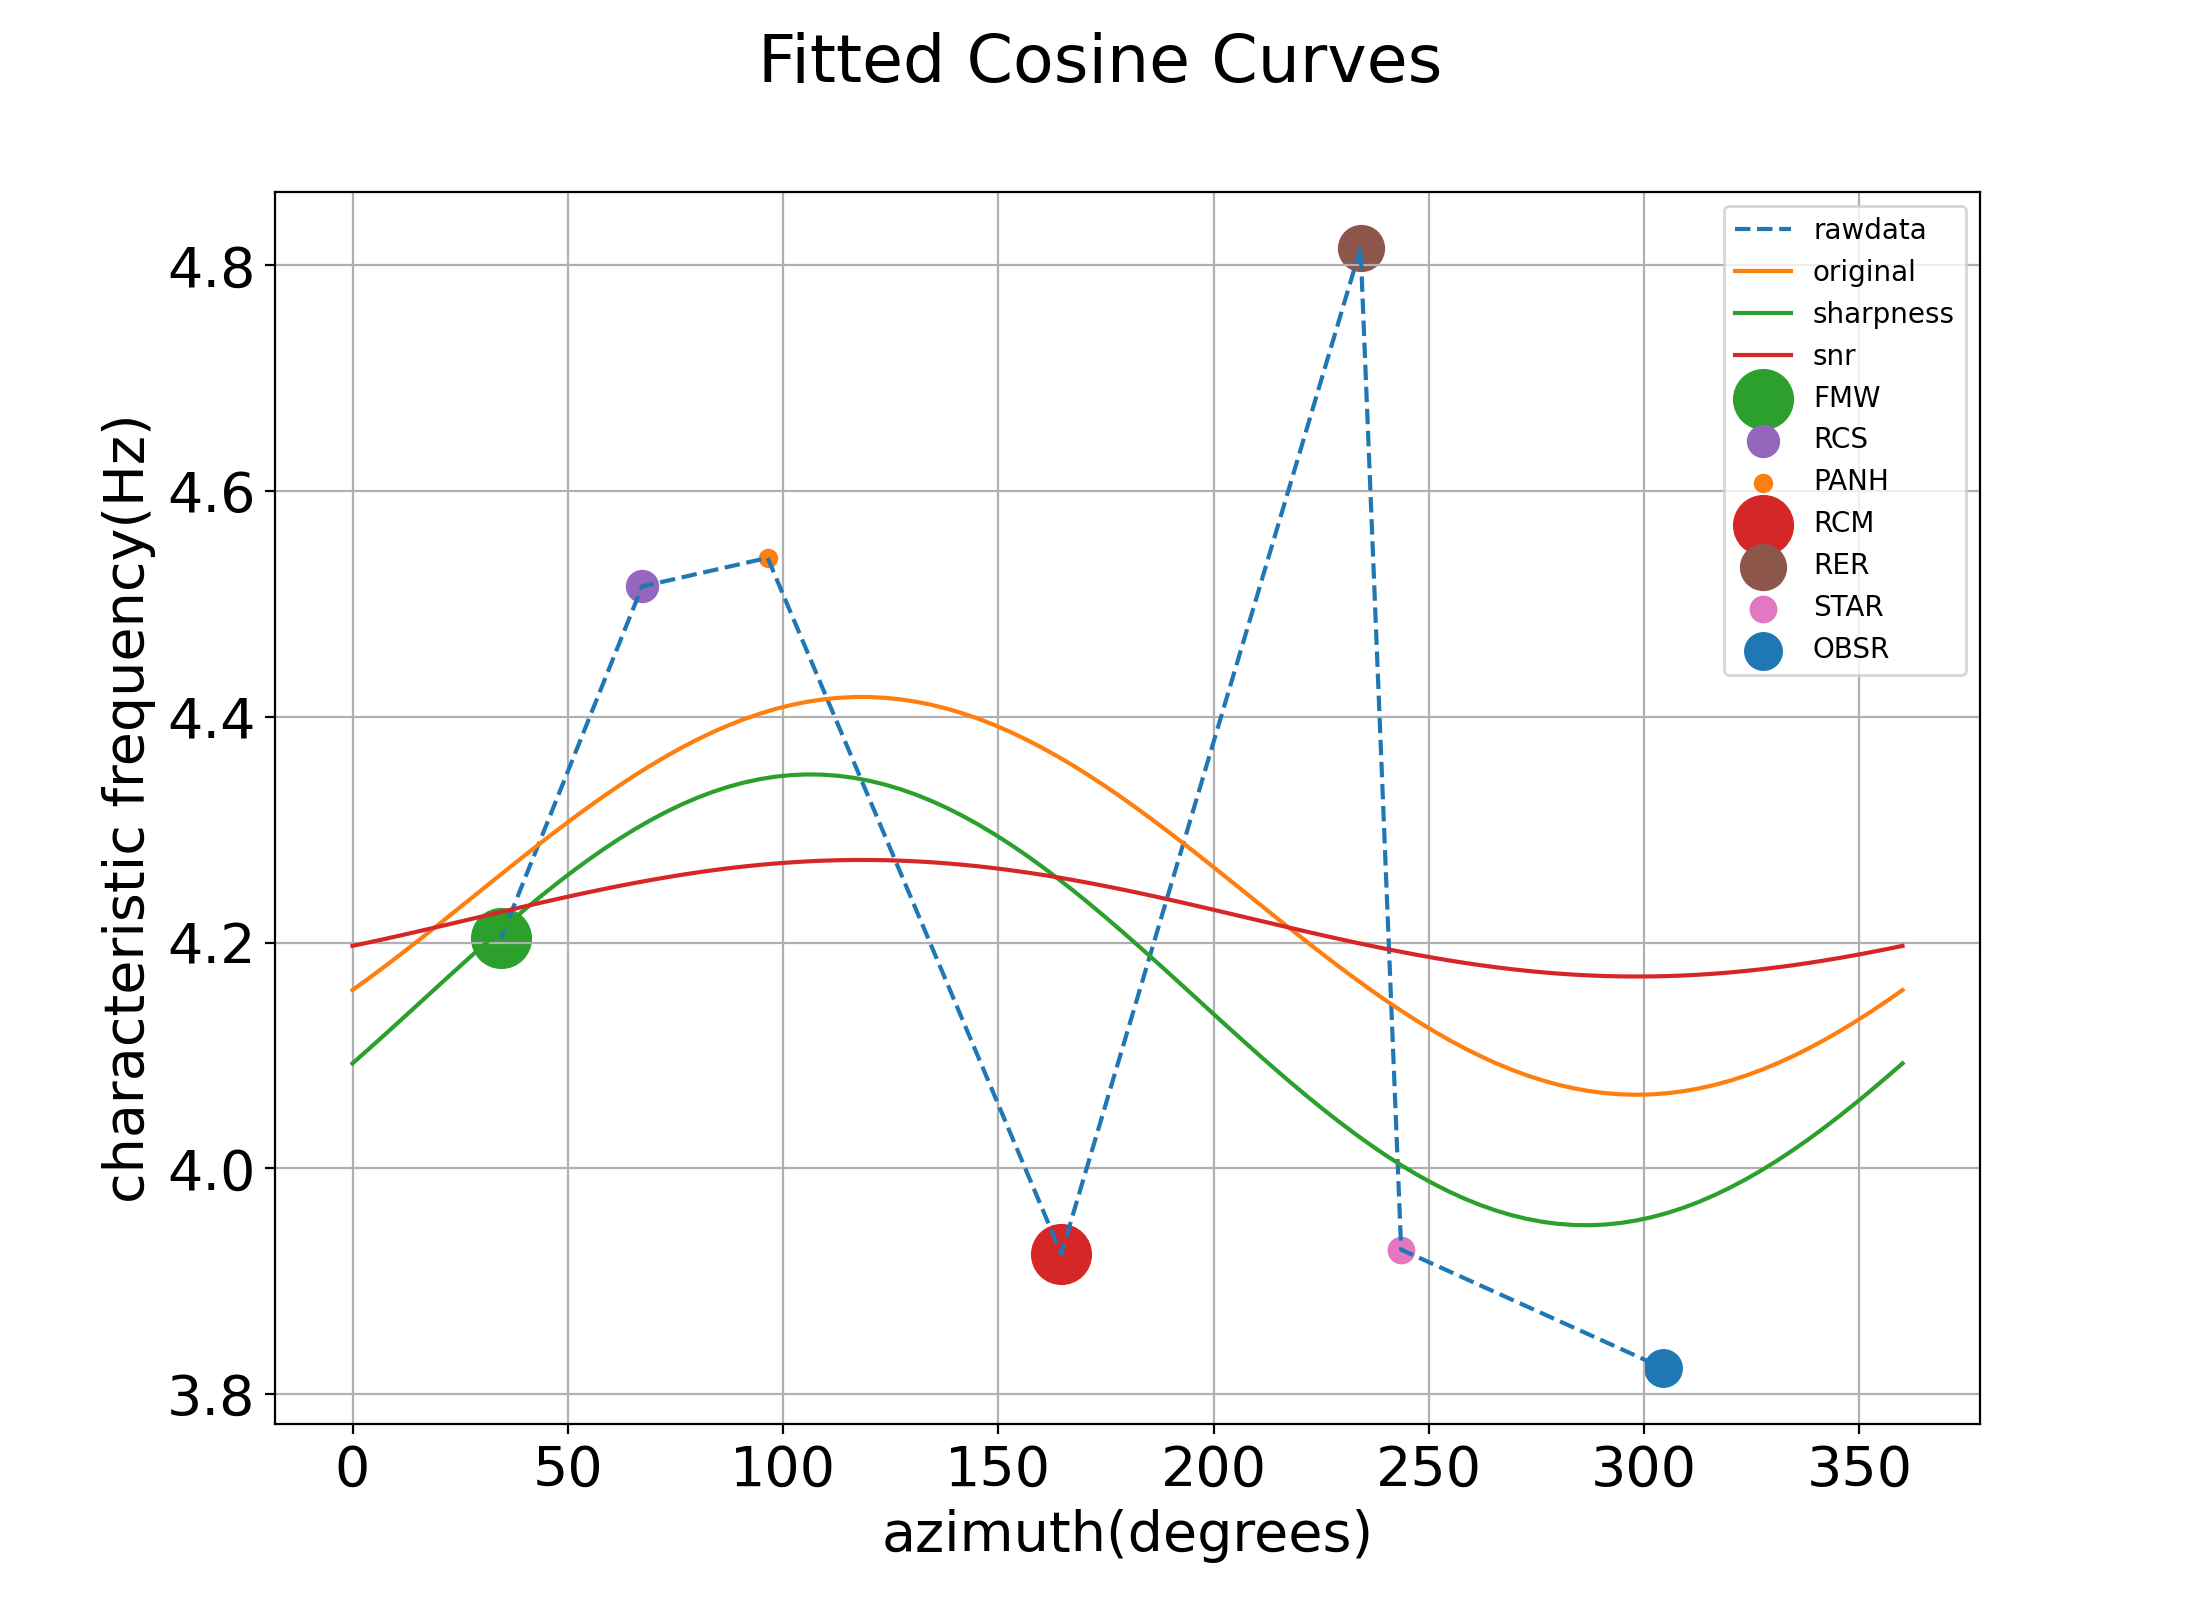 Fitted Cosine Curves
characteristic frequency(Hz)
4.8
4.6
4.4
4.2
4.0
3.8
rawdata
original
sharpness
snr
FMW
RCS
PANH
RCM
RER
STAR
OBSR
0 50 100 150 200 250 300 350
azimuth(degrees)